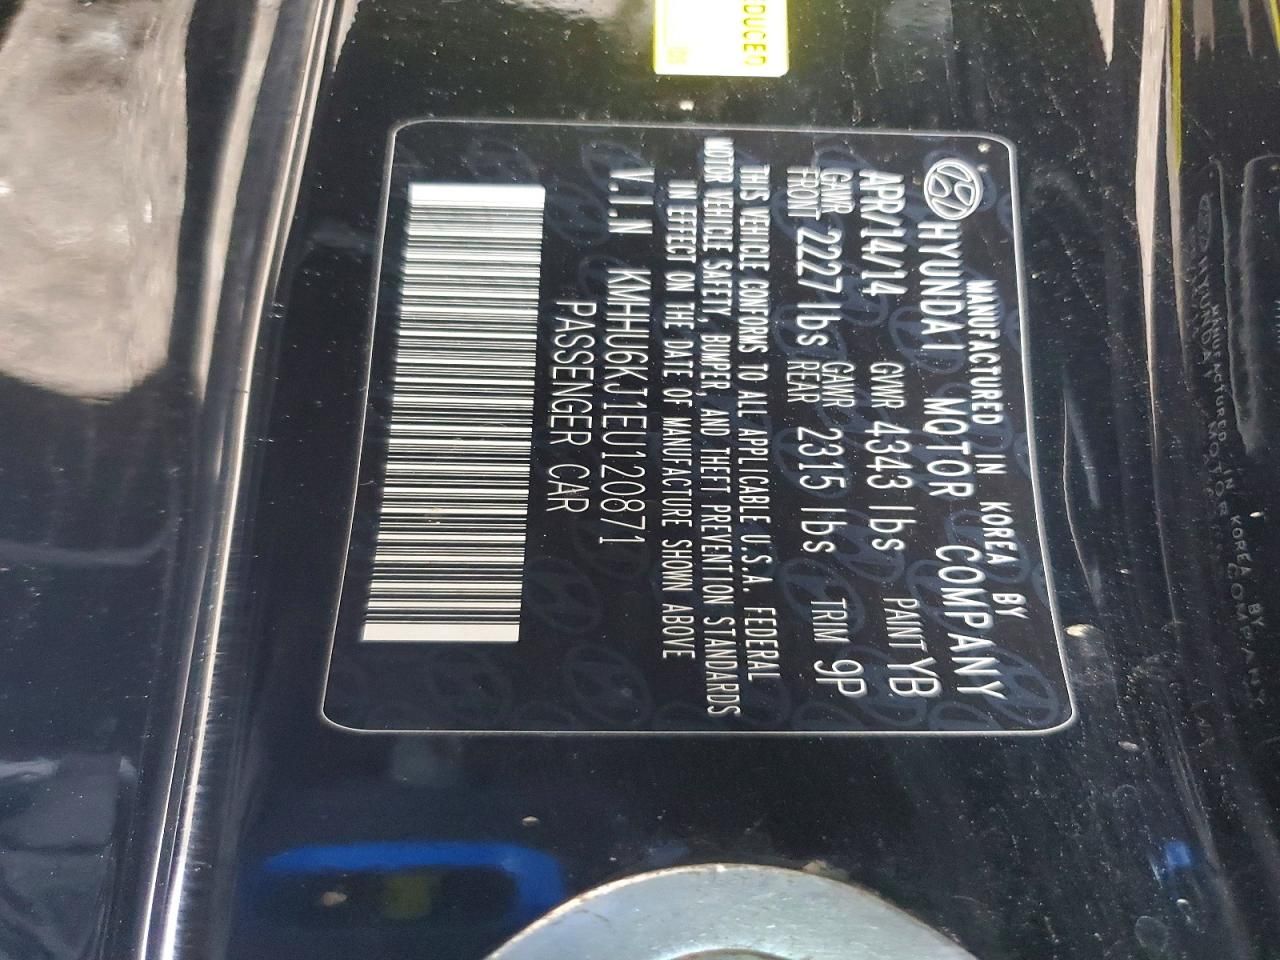 EDUCED
MANUFACTURED IN KOREA BY
HYUNDAI MOTOR COMPANY
APR/14/14 GVWR 4343 lbs PAINT YB
GAWR FRONT 2227 lbs GAWR REAR 2315 lbs TRIM 9P
THIS VEHICLE CONFORMS TO ALL APPLICABLE U.S.A. FEDERAL
MOTOR VEHICLE SAFETY, BUMPER, AND THEFT PREVENTION STANDARDS
IN EFFECT ON THE DATE OF MANUFACTURE SHOWN ABOVE
V.I.N KMHHU6KJ1EU120871
PASSENGER CAR